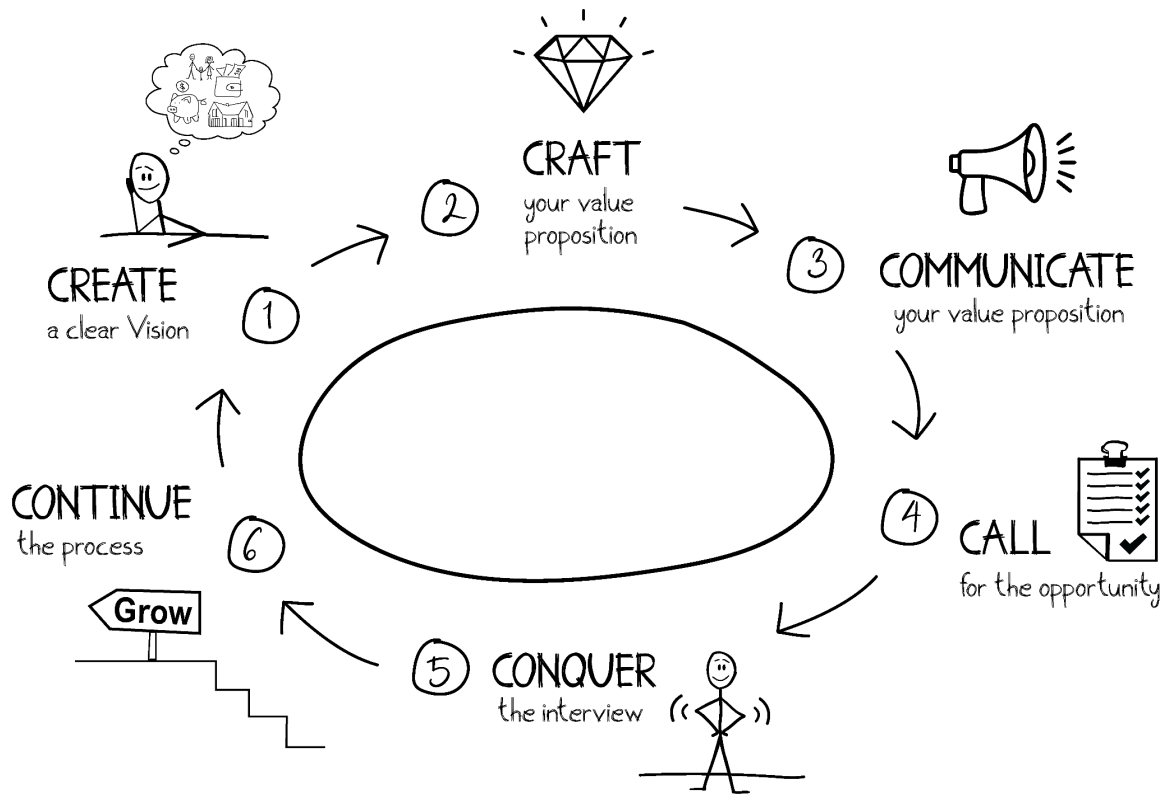 1
CREATE
a clear Vision
2
CRAFT
your value
proposition
3
COMMUNICATE
your value proposition
4
CALL
for the opportunity
5
CONQUER
the interview
6
CONTINUE
the process
Grow
$